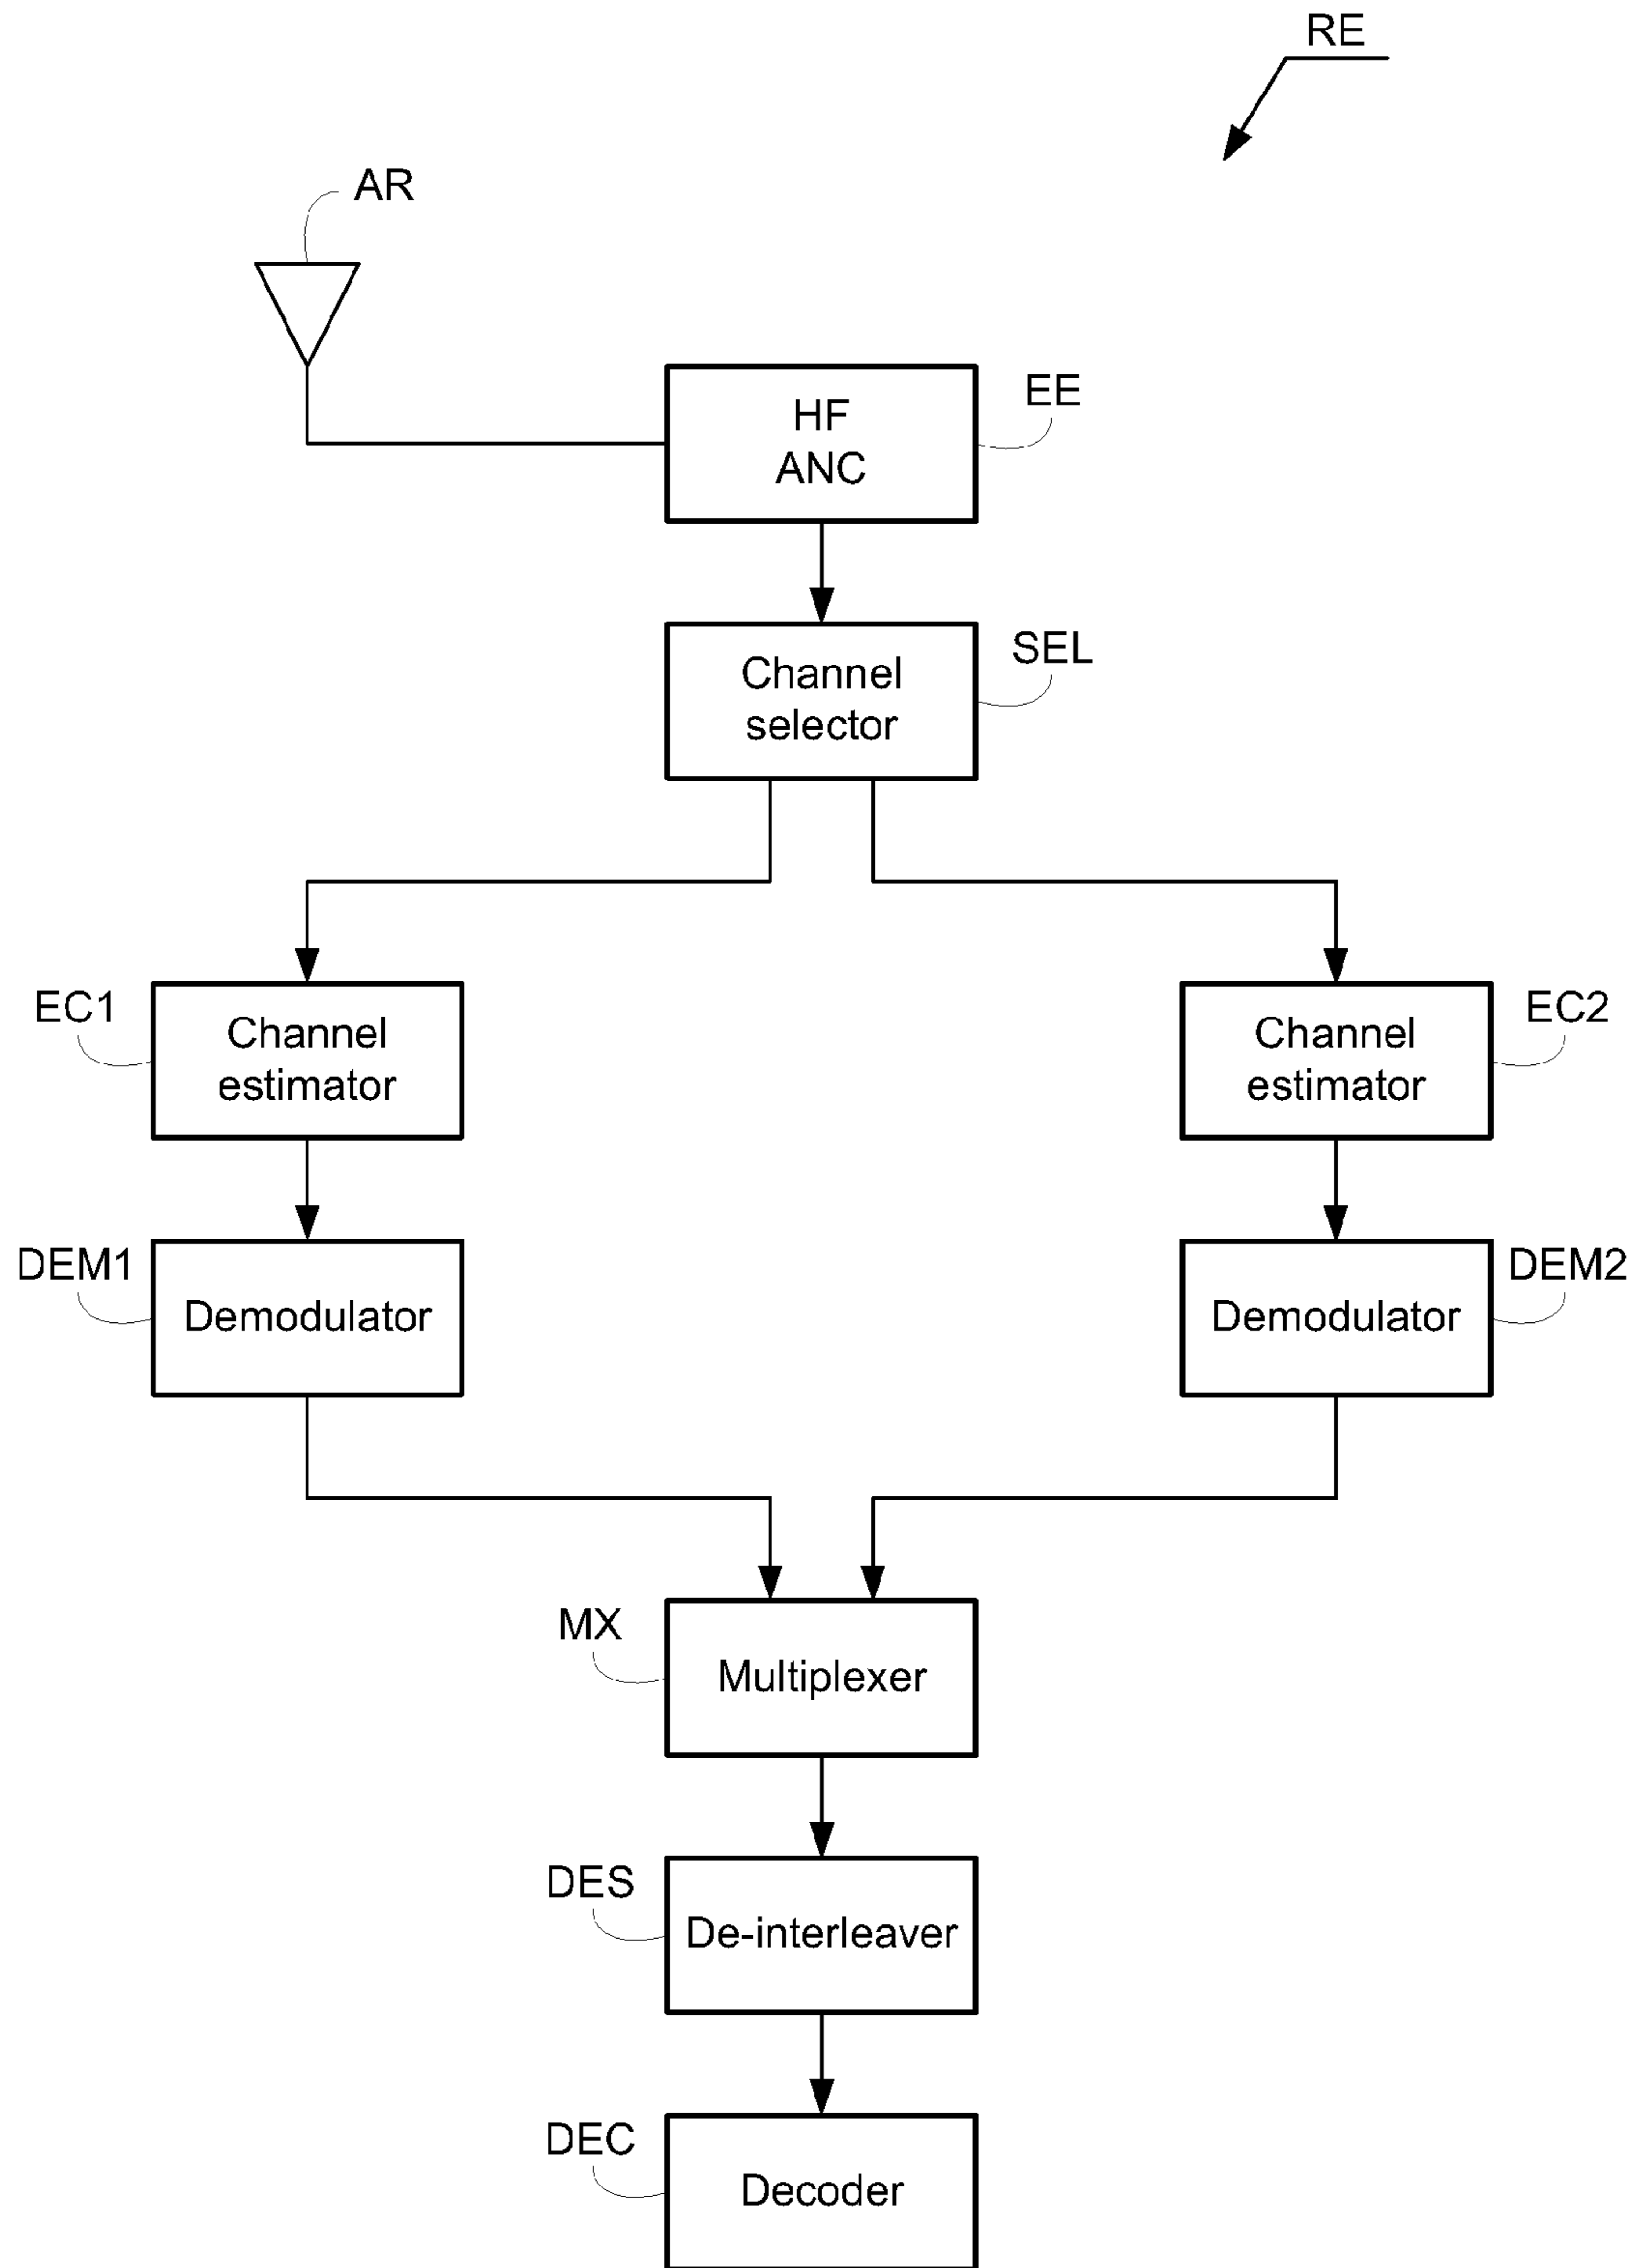 RE
AR
HF
ANC
EE
Channel
selector
SEL
EC1
Channel
estimator
Channel
estimator
EC2
DEM1
Demodulator
Demodulator
DEM2
MX
Multiplexer
DES
De-interleaver
DEC
Decoder